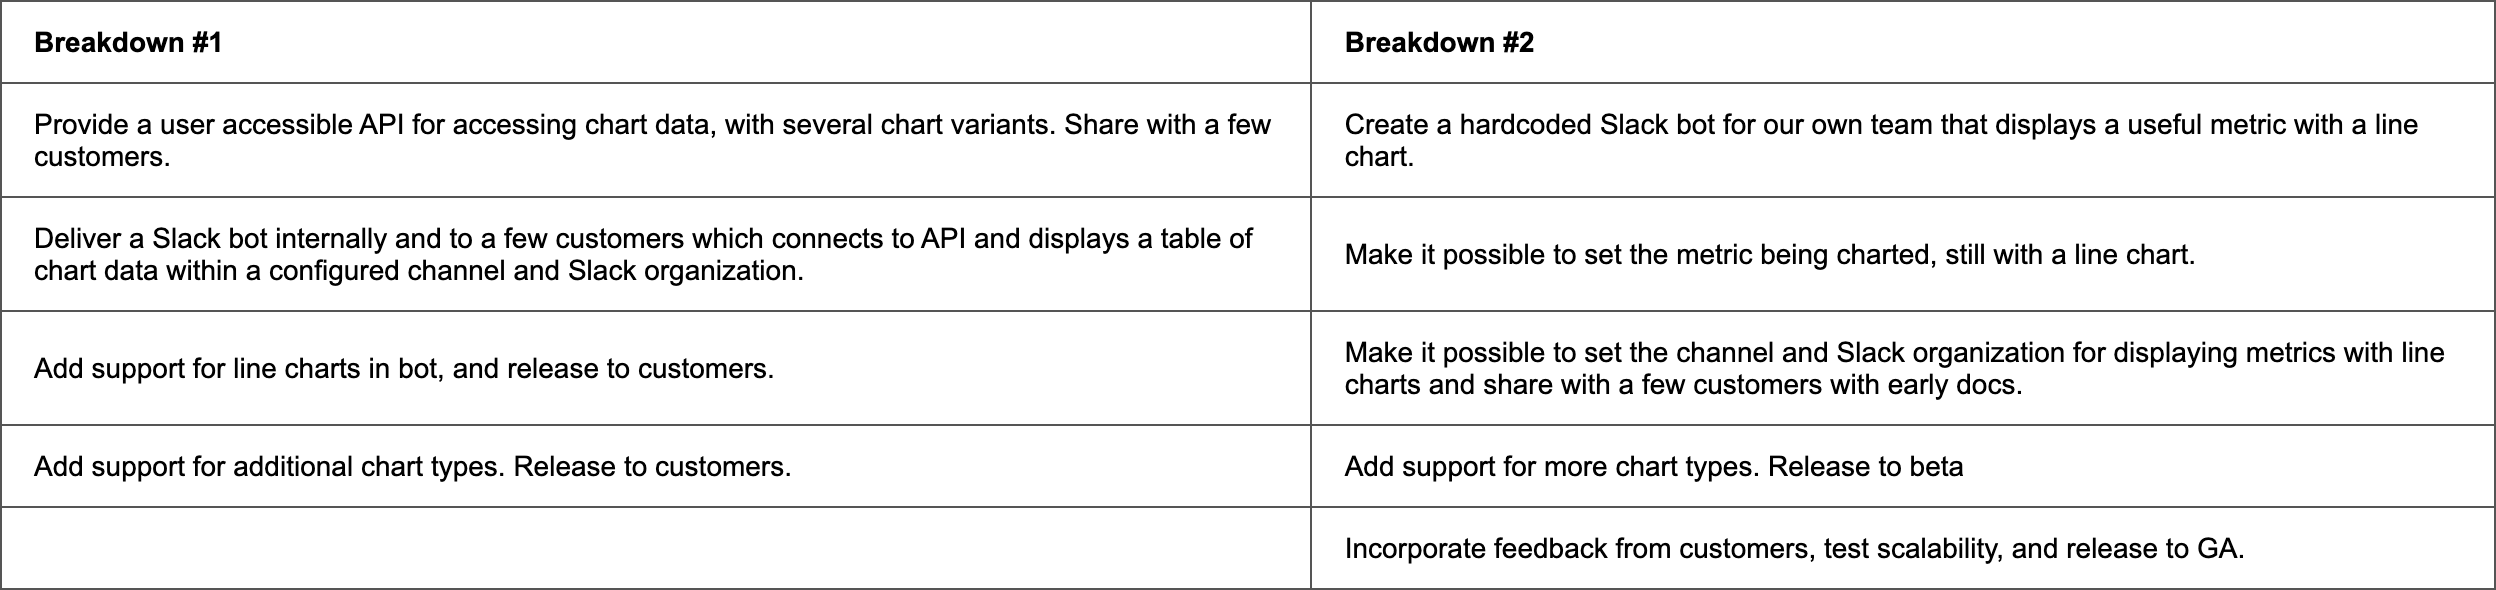 Breakdown #1
Breakdown #2
Provide a user accessible API for accessing chart data, with several chart variants. Share with a few
customers.
Create a hardcoded Slack bot for our own team that displays a useful metric with a line
chart.
Deliver a Slack bot internally and to a few customers which connects to API and displays a table of
chart data within a configured channel and Slack organization.
Make it possible to set the metric being charted, still with a line chart.
Add support for line charts in bot, and release to customers.
Make it possible to set the channel and Slack organization for displaying metrics with line
charts and share with a few customers with early docs.
Add support for additional chart types. Release to customers.
Add support for more chart types. Release to beta
Incorporate feedback from customers, test scalability, and release to GA.